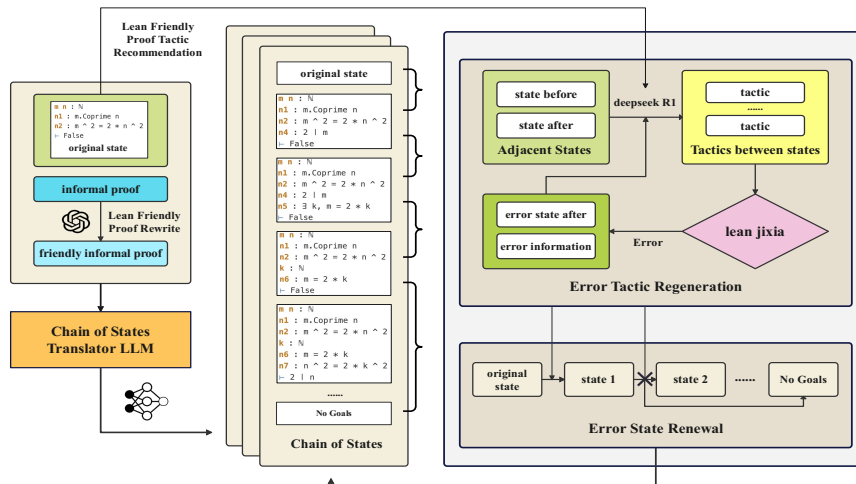 Lean Friendly
Proof Tactic
Recommendation
m n : ℕ
n1 : m.Coprime n
n2 : m ^ 2 = 2 * n ^ 2
⊢ False
original state
informal proof
Lean Friendly
Proof Rewrite
friendly informal proof
Chain of States
Translator LLM
original state
m n : ℕ
n1 : m.Coprime n
n2 : m ^ 2 = 2 * n ^ 2
n4 : 2 ∣ m
⊢ False
m n : ℕ
n1 : m.Coprime n
n2 : m ^ 2 = 2 * n ^ 2
n4 : 2 ∣ m
n5 : ∃ k, m = 2 * k
⊢ False
m n : ℕ
n1 : m.Coprime n
n2 : m ^ 2 = 2 * n ^ 2
k : ℕ
n6 : m = 2 * k
⊢ False
m n : ℕ
n1 : m.Coprime n
n2 : m ^ 2 = 2 * n ^ 2
k : ℕ
n6 : m = 2 * k
n7 : n ^ 2 = 2 * k ^ 2
⊢ 2 ∣ n
......
No Goals
Chain of States
state before
state after
Adjacent States
deepseek R1
tactic
......
tactic
Tactics between states
error state after
error information
Error
lean jixia
Error Tactic Regeneration
original
state
state 1
state 2
......
No Goals
Error State Renewal